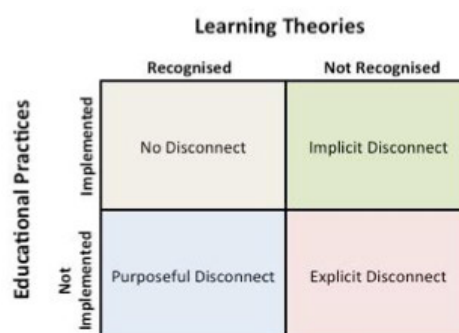 Learning Theories
Recognised
Not Recognised
Educational Practices
Implemented
No Disconnect
Implicit Disconnect
Not
Implemented
Purposeful Disconnect
Explicit Disconnect